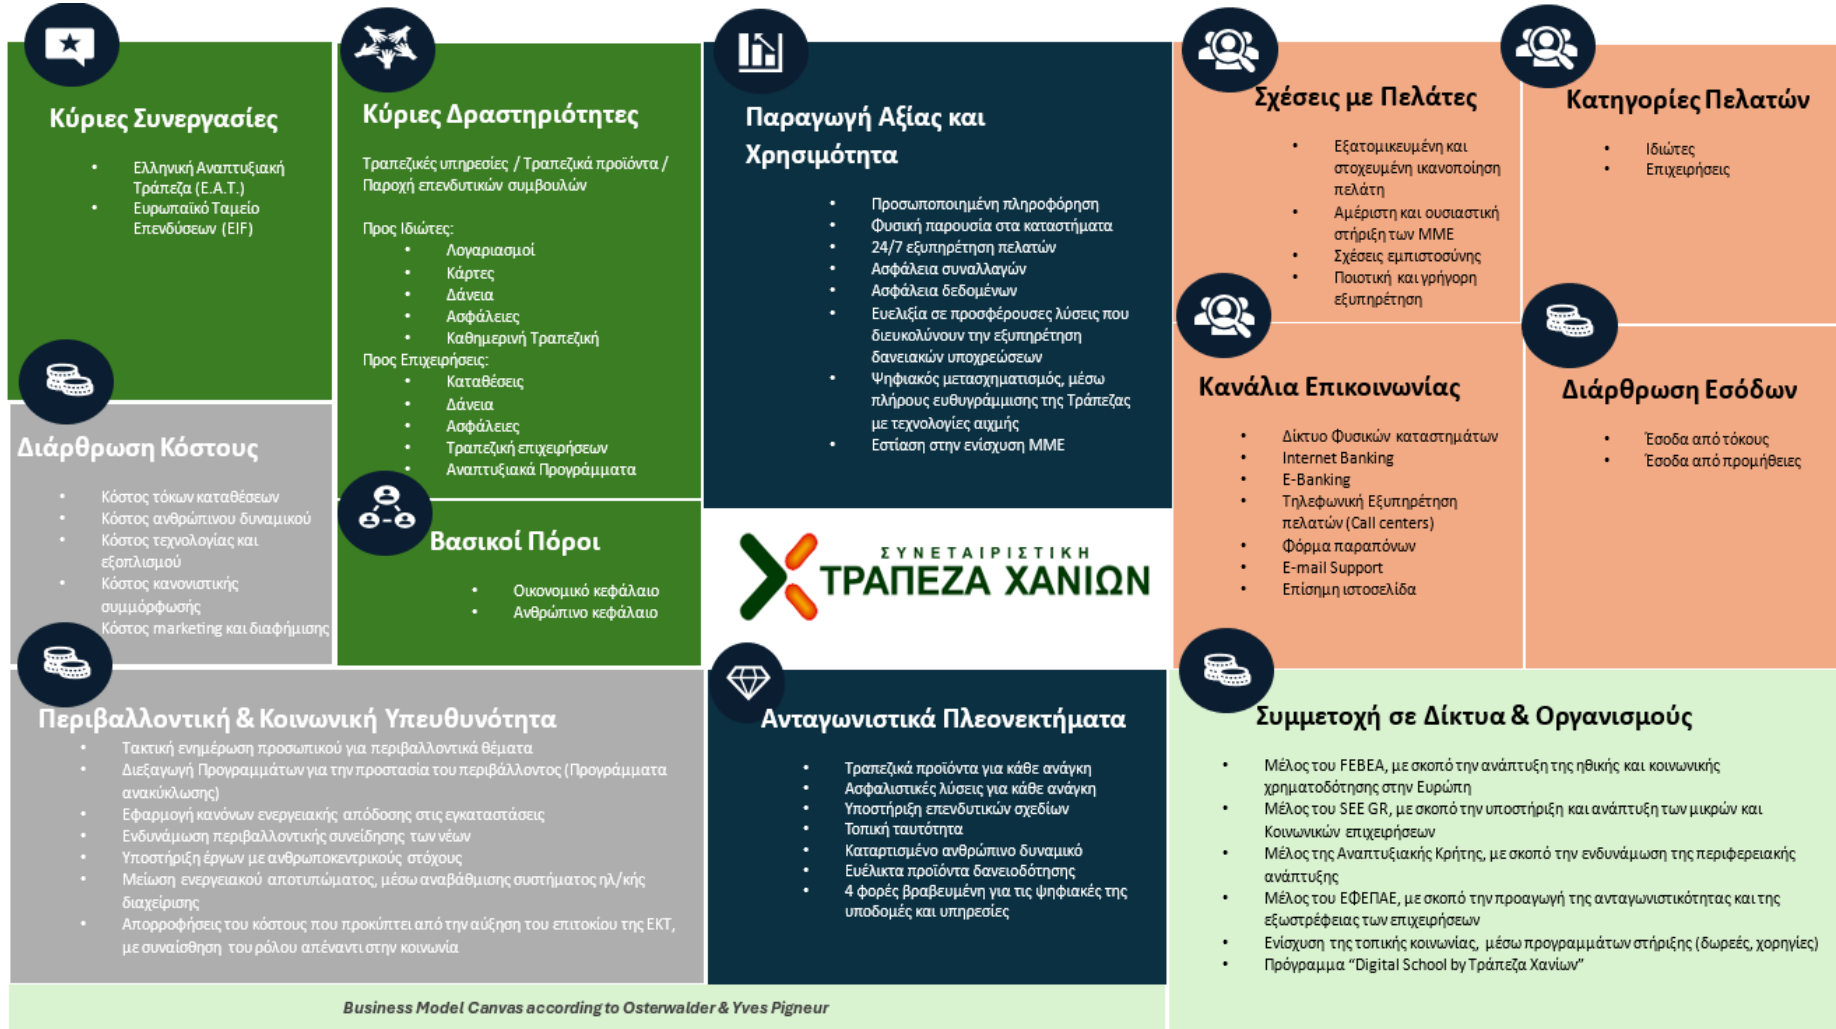 Κύριες Συνεργασίες
• Ελληνική Αναπτυξιακή
Τράπεζα (Ε.Α.Τ.)
• Ευρωπαϊκό Ταμείο
Επενδύσεων (EIF)
Κύριες Δραστηριότητες
Τραπεζικές υπηρεσίες / Τραπεζικά προϊόντα /
Παροχή επενδυτικών συμβουλών
Προς Ιδιώτες:
• Λογαριασμοί
• Κάρτες
• Δάνεια
• Ασφάλειες
• Καθημερινή Τραπεζική
Προς Επιχειρήσεις:
• Καταθέσεις
• Δάνεια
• Ασφάλειες
• Τραπεζική επιχειρήσεων
• Αναπτυξιακά Προγράμματα
Παραγωγή Αξίας και
Χρησιμότητα
• Προσωποποιημένη πληροφόρηση
• Φυσική παρουσία στα καταστήματα
• 24/7 εξυπηρέτηση πελατών
• Ασφάλεια συναλλαγών
• Ασφάλεια δεδομένων
• Ευελιξία σε προσφέρουσες λύσεις που
διευκολύνουν την εξυπηρέτηση
δανειακών υποχρεώσεων
• Ψηφιακός μετασχηματισμός, μέσω
πλήρους ευθυγράμμισης της Τράπεζας
με τεχνολογίες αιχμής
• Εστίαση στην ενίσχυση ΜΜΕ
Σχέσεις με Πελάτες
• Εξατομικευμένη και
στοχευμένη ικανοποίηση
πελάτη
• Αμέριστη και ουσιαστική
στήριξη των ΜΜΕ
• Σχέσεις εμπιστοσύνης
• Ποιοτική και γρήγορη
εξυπηρέτηση
Κατηγορίες Πελατών
• Ιδιώτες
• Επιχειρήσεις
Διάρθρωση Κόστους
• Κόστος τόκων καταθέσεων
• Κόστος ανθρώπινου δυναμικού
• Κόστος τεχνολογίας και
εξοπλισμού
• Κόστος κανονιστικής
συμμόρφωσής
Κόστος marketing και διαφήμισης
Βασικοί Πόροι
• Οικονομικό κεφάλαιο
• Ανθρώπινο κεφάλαιο
ΣΥΝΕΤΑΙΡΙΣΤΙΚΗ
ΤΡΑΠΕΖΑ ΧΑΝΙΩΝ
Κανάλια Επικοινωνίας
• Δίκτυο Φυσικών καταστημάτων
• Internet Banking
• E-Banking
• Τηλεφωνική Εξυπηρέτηση
πελατών (Call centers)
• Φόρμα παραπόνων
• E-mail Support
• Επίσημη ιστοσελίδα
Διάρθρωση Εσόδων
• Έσοδα από τόκους
• Έσοδα από προμήθειες
Περιβαλλοντική & Κοινωνική Υπευθυνότητα
• Τακτική ενημέρωση προσωπικού για περιβαλλοντικά θέματα
• Διεξαγωγή Προγραμμάτων για την προστασία του περιβάλλοντος (Προγράμματα
ανακύκλωσης)
• Εφαρμογή κανόνων ενεργειακής απόδοσης στις εγκαταστάσεις
• Ενδυνάμωση περιβαλλοντικής συνείδησης των νέων
• Υποστήριξη έργων με ανθρωποκεντρικούς στόχους
• Μείωση ενεργειακού αποτυπώματος, μέσω αναβάθμισης συστήματος ηλ/κής
διαχείρισης
• Απορροφήσεις του κόστους που προκύπτει από την αύξηση του επιτοκίου της ΕΚΤ,
με συναίσθηση του ρόλου απέναντι στην κοινωνία
Ανταγωνιστικά Πλεονεκτήματα
• Τραπεζικά προϊόντα για κάθε ανάγκη
• Ασφαλιστικές λύσεις για κάθε ανάγκη
• Υποστήριξη επενδυτικών σχεδίων
• Τοπική ταυτότητα
• Καταρτισμένο ανθρώπινο δυναμικό
• Ευέλικτα προϊόντα δανειοδότησης
• 4 φορές βραβευμένη για τις ψηφιακές της
υποδομές και υπηρεσίες
Συμμετοχή σε Δίκτυα & Οργανισμούς
• Μέλος του FEBEA, με σκοπό την ανάπτυξη της ηθικής και κοινωνικής
χρηματοδότησης στην Ευρώπη
• Μέλος του SEE GR, με σκοπό την υποστήριξη και ανάπτυξη των μικρών και
Κοινωνικών επιχειρήσεων
• Μέλος της Αναπτυξιακής Κρήτης, με σκοπό την ενδυνάμωση της περιφερειακής
ανάπτυξης
• Μέλος του ΕΦΕΠΑΕ, με σκοπό την προαγωγή της ανταγωνιστικότητας και της
εξωστρέφειας των επιχειρήσεων
• Ενίσχυση της τοπικής κοινωνίας, μέσω προγραμμάτων στήριξης (δωρεές, χορηγίες)
• Πρόγραμμα “Digital School by Τράπεζα Χανίων”
Business Model Canvas according to Osterwalder & Yves Pigneur